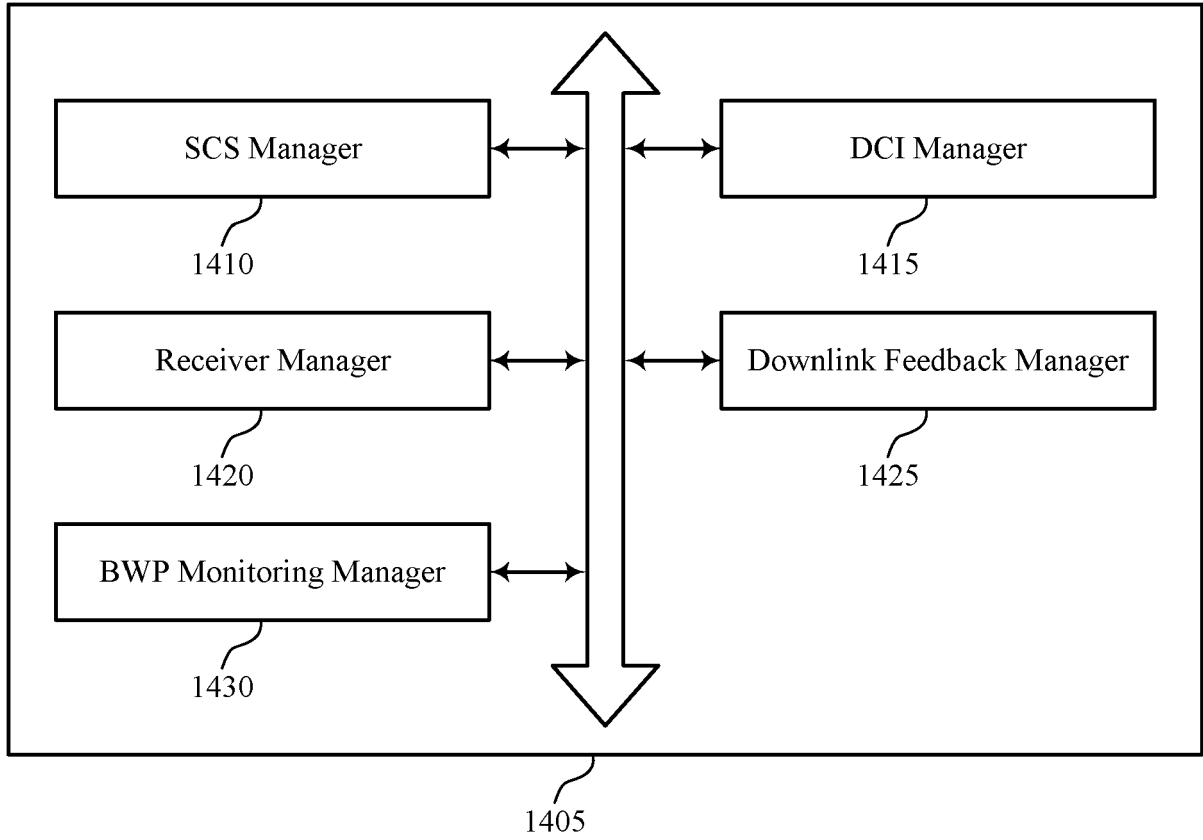 SCS Manager
DCI Manager
1410
1415
Receiver Manager
Downlink Feedback Manager
1420
1425
BWP Monitoring Manager
1430
1405